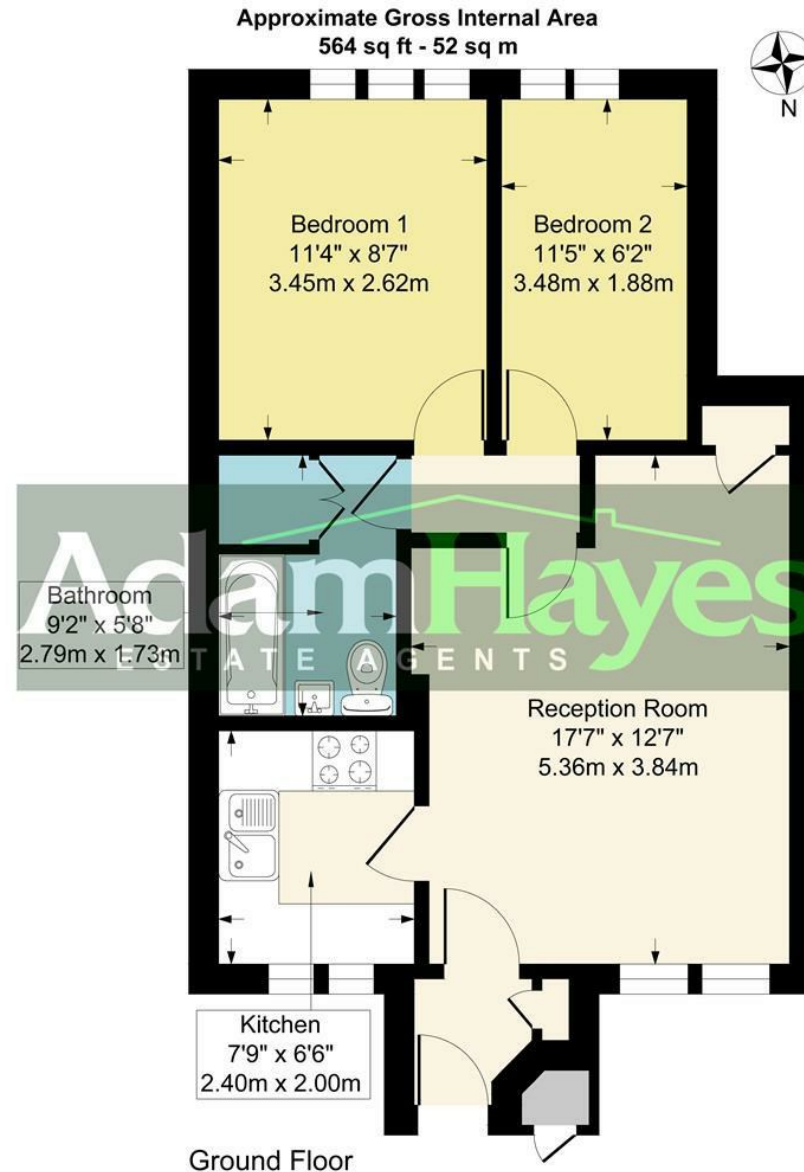 Approximate Gross Internal Area
564 sq ft - 52 sq m
N
Bedroom 1
11'4" x 8'7"
3.45m x 2.62m
Bedroom 2
11'5" x 6'2"
3.48m x 1.88m
AdamHayes
ESTATE AGENTS
Bathroom
9'2" x 5'8"
2.79m x 1.73m
Reception Room
17'7" x 12'7"
5.36m x 3.84m
Kitchen
7'9" x 6'6"
2.40m x 2.00m
Ground Floor